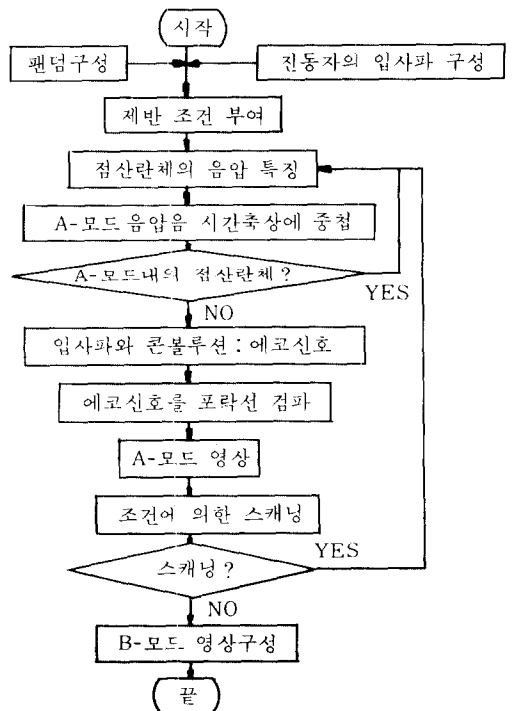 시작
팬덤구성
진동자의 입사파 구성
제반 조건 부여
점산란체의 음압 특징
A-모드 음압음 시간축상에 중첩
A-모드내의 점산란체?
YES
NO
입사파와 콘볼루션 : 에코신호
에코신호를 포락선 검파
A-모드 영상
조건에 의한 스캐닝
YES
스캐닝?
NO
B-모드 영상구성
끝